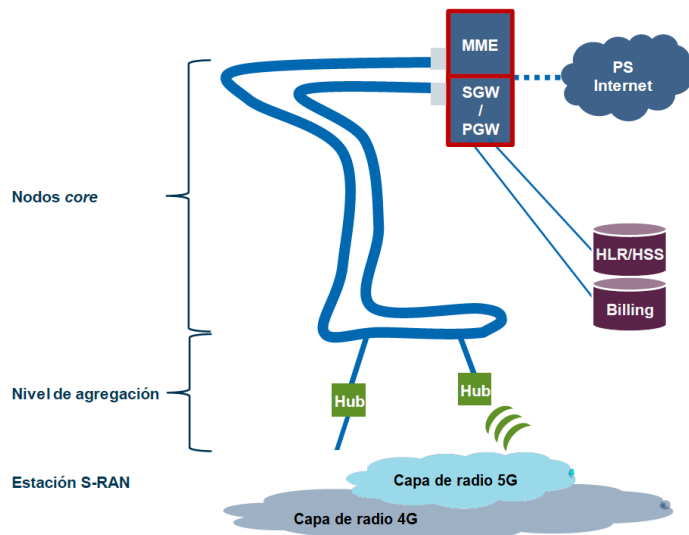 MME
SGW
/
PGW
PS
Internet
Nodos core
HLR/HSS
Billing
Nivel de agregación
Hub
Hub
Estación S-RAN
Capa de radio 5G
Capa de radio 4G